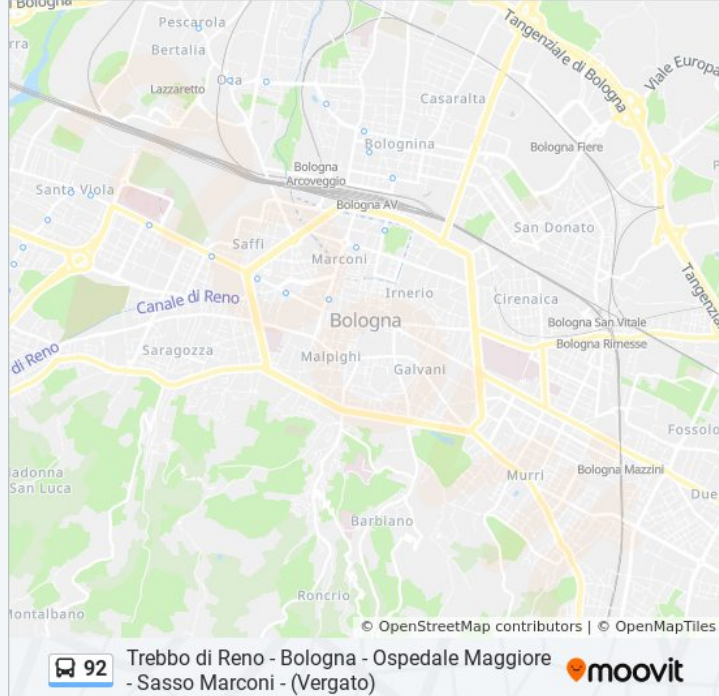 i Bologna
Pescarola
Tangenziale di Bologna
Bertalia
Viale Europa
Lazzaretto
Casaralta
Bolognina
Bologna Fiere
Bologna
Arcoveggio
Santa Viola
Bologna AV
San Donato
Saffi
Marconi
Irnerio
Cirenaica
Canale di Reno
Bologna
Bologna San Vitale
Bologna Rimesse
di Reno
Saragozza
Malpighi
Galvani
Fossolo
Murri
Bologna Mazzini
adonna
San Luca
Due
Barbiano
Roncrio
Montalbano
© OpenStreetMap contributors | © OpenMapTiles
92
Trebbo di Reno - Bologna - Ospedale Maggiore
- Sasso Marconi - (Vergato)
moovit